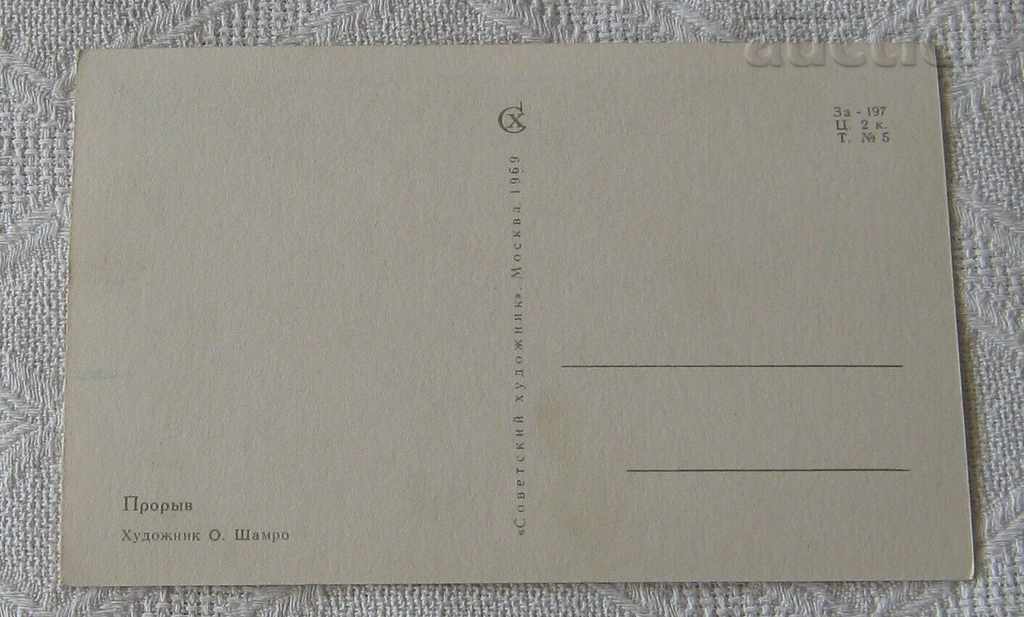 СХ
За - 197
Ц. 2 к.
Т. № 5
«Советский художник». Москва 1969
Прорыв
Художник О. Шамро